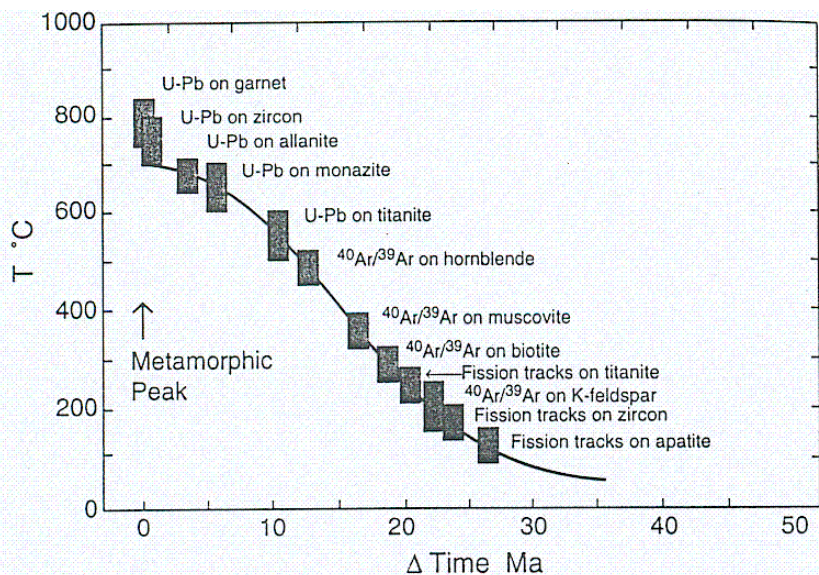 1000
800
600
400
200
0
T °C
U-Pb on garnet
U-Pb on zircon
U-Pb on allanite
U-Pb on monazite
U-Pb on titanite
⁴⁰Ar/³⁹Ar on hornblende
⁴⁰Ar/³⁹Ar on muscovite
⁴⁰Ar/³⁹Ar on biotite
←Fission tracks on titanite
⁴⁰Ar/³⁹Ar on K-feldspar
Fission tracks on zircon
Fission tracks on apatite
↑
Metamorphic
Peak
0 10 20 30 40 50
Δ Time Ma